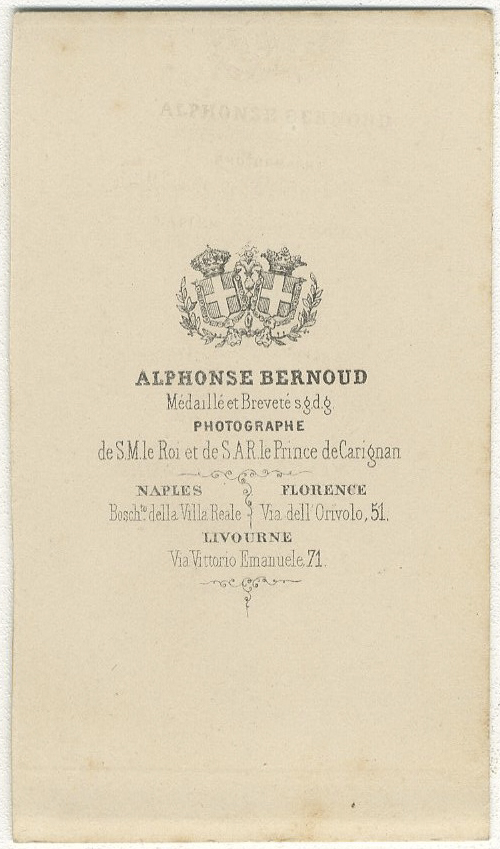 ALPHONSE BERNOUD
Médaillé et Breveté s.g.d.g.
PHOTOGRAPHE
de S.M. le Roi et de S.A.R. le Prince de Carignan
NAPLES
Bosch.to della Villa Reale
FLORENCE
Via dell' Orivolo, 51.
LIVOURNE
Via Vittorio Emanuele, 71.